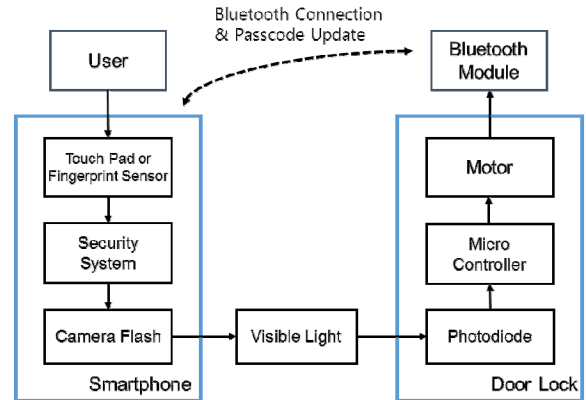 Bluetooth Connection
& Passcode Update
User
Bluetooth
Module
Touch Pad or
Fingerprint Sensor
Motor
Security
System
Micro
Controller
Camera Flash
Visible Light
Photodiode
Smartphone
Door Lock